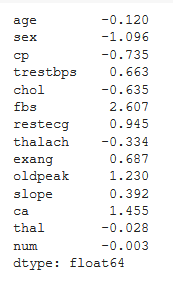 age -0.120
sex -1.096
cp -0.735
trestbps 0.663
chol -0.635
fbs 2.607
restecg 0.945
thalach -0.334
exang 0.687
oldpeak 1.230
slope 0.392
ca 1.455
thal -0.028
num -0.003
dtype: float64